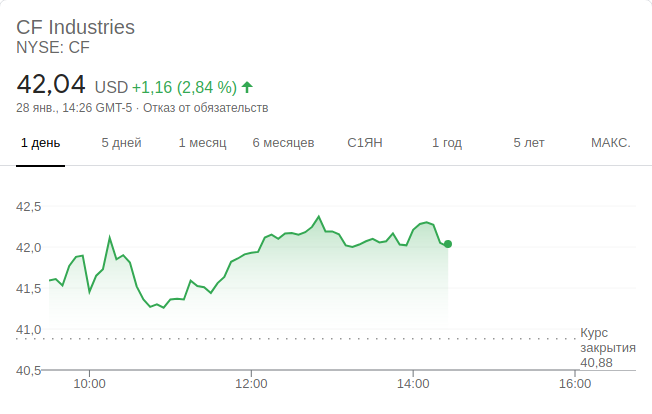 CF Industries
NYSE: CF
42,04 USD +1,16 (2,84 %)
28 янв., 14:26 GMT-5 · Отказ от обязательств
1 день 5 дней 1 месяц 6 месяцев С1ЯН 1 год 5 лет МАКС.
42,5
42,0
41,5
41,0
Курс
закрытия
40,88
40,5
10:00 12:00 14:00 16:00